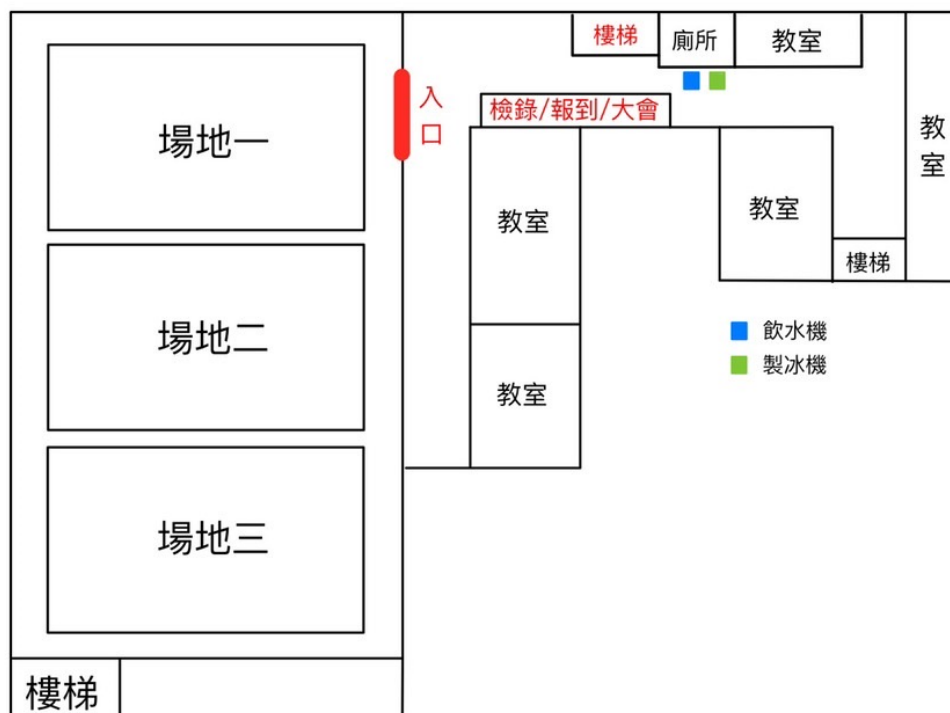 樓梯
廁所
教室
入口
檢錄/報到/大會
教室
場地一
教室
教室
樓梯
場地二
飲水機
製冰機
教室
場地三
樓梯